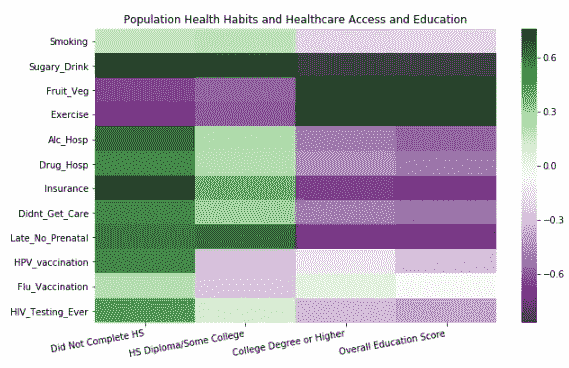 Population Health Habits and Healthcare Access and Education
Smoking
Sugary_Drink
Fruit_Veg
Exercise
Alc_Hosp
Drug_Hosp
Insurance
Didnt_Get_Care
Late_No_Prenatal
HPV_vaccination
Flu_Vaccination
HIV_Testing_Ever
Did Not Complete HS
HS Diploma/Some College
College Degree or Higher
Overall Education Score
0.6
0.3
0.0
−0.3
−0.6